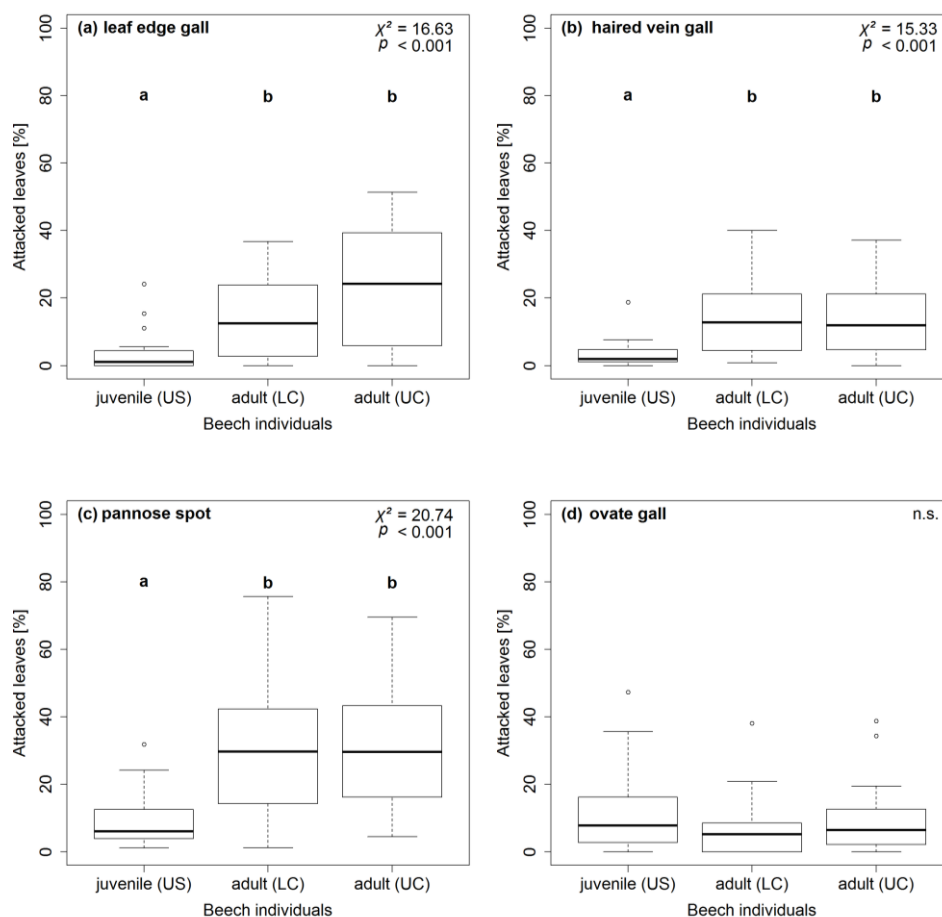 (a) leaf edge gall
χ² = 16.63
p < 0.001
a b b
Attacked leaves [%]
100
80
60
40
20
0
juvenile (US) adult (LC) adult (UC)
Beech individuals
(b) haired vein gall
χ² = 15.33
p < 0.001
a b b
Attacked leaves [%]
100
80
60
40
20
0
juvenile (US) adult (LC) adult (UC)
Beech individuals
(c) pannose spot
χ² = 20.74
p < 0.001
a b b
Attacked leaves [%]
100
80
60
40
20
0
juvenile (US) adult (LC) adult (UC)
Beech individuals
(d) ovate gall
n.s.
Attacked leaves [%]
100
80
60
40
20
0
juvenile (US) adult (LC) adult (UC)
Beech individuals